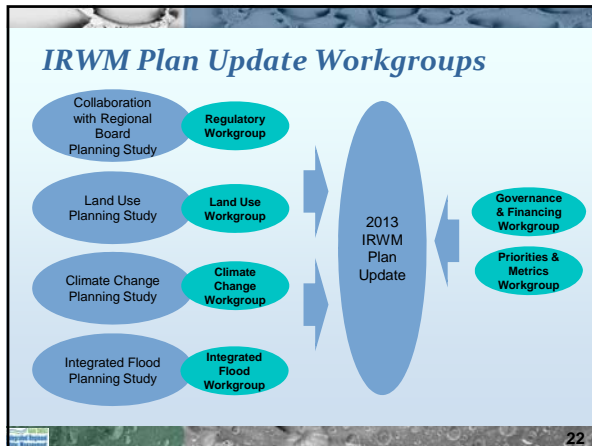 IRWM Plan Update Workgroups
Collaboration
with Regional
Board
Planning Study
Regulatory
Workgroup
Land Use
Planning Study
Land Use
Workgroup
Climate Change
Planning Study
Climate
Change
Workgroup
Integrated Flood
Planning Study
Integrated
Flood
Workgroup
2013
IRWM
Plan
Update
Governance
& Financing
Workgroup
Priorities &
Metrics
Workgroup
Integrated Regional
22